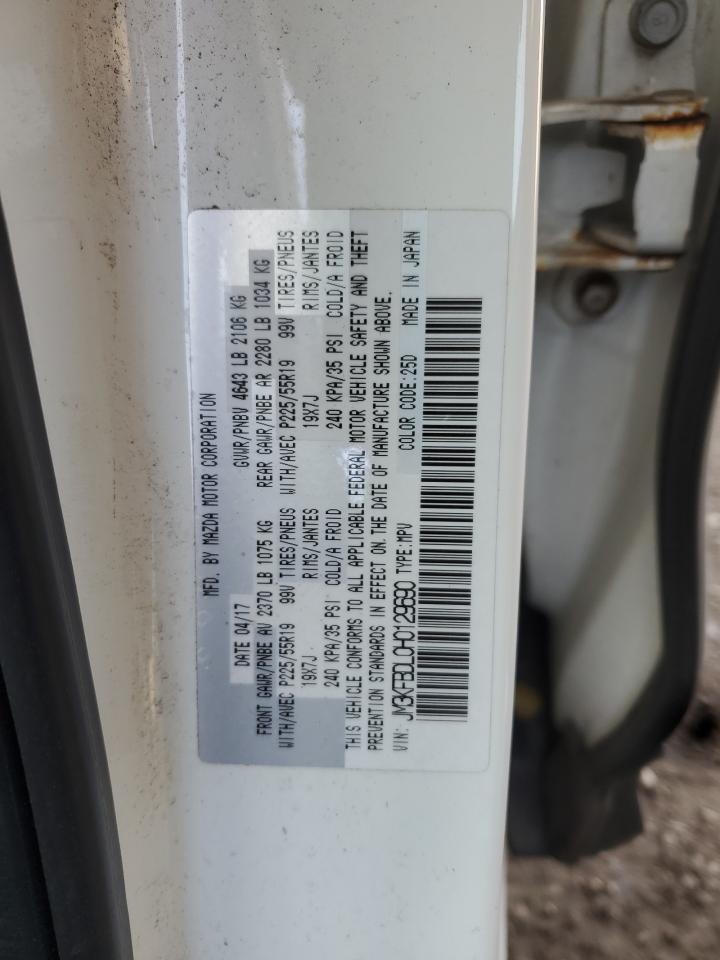 MFD. BY MAZDA MOTOR CORPORATION
DATE 04/17 GVWR/PNBV 4643 LB 2106 KG
FRONT GAWR/PNBE AV 2370 LB 1075 KG REAR GAWR/PNBE AR 2280 LB 1034 KG
WITH/AVEC P225/55R19 99V TIRES/PNEUS WITH/AVEC P225/55R19 99V TIRES/PNEUS
19X7J RIMS/JANTES 19X7J RIMS/JANTES
240 KPA/35 PSI COLD/A FROID 240 KPA/35 PSI COLD/A FROID
THIS VEHICLE CONFORMS TO ALL APPLICABLE FEDERAL MOTOR VEHICLE SAFETY AND THEFT
PREVENTION STANDARDS IN EFFECT ON THE DATE OF MANUFACTURE SHOWN ABOVE.
VIN: JM3KFBDL0H0129690 TYPE:MPV COLOR CODE:25D MADE IN JAPAN